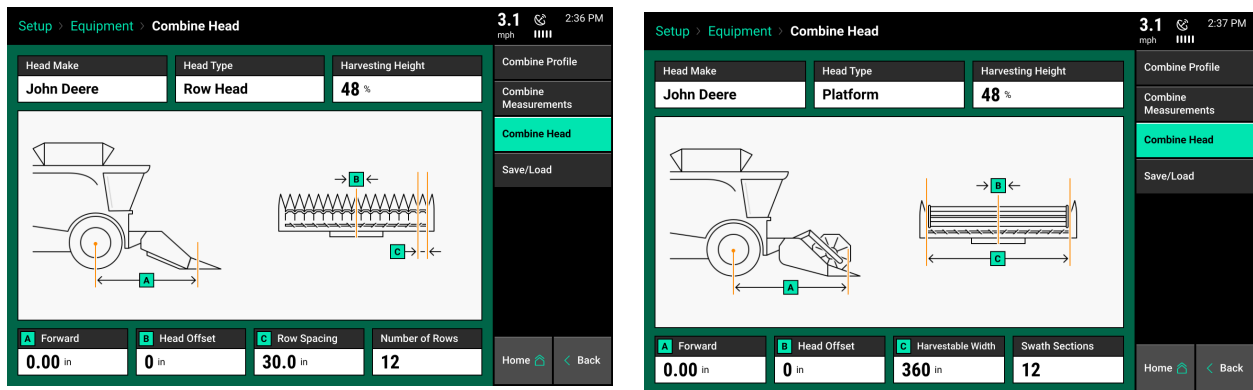 Setup > Equipment > Combine Head
3.1 mph
2:36 PM
Head Make
John Deere
Head Type
Row Head
Harvesting Height
48 %
B
C
A
A Forward
0.00 in
B Head Offset
0 in
C Row Spacing
30.0 in
Number of Rows
12
Combine Profile
Combine
Measurements
Combine Head
Save/Load
Home
< Back
Setup > Equipment > Combine Head
3.1 mph
2:37 PM
Head Make
John Deere
Head Type
Platform
Harvesting Height
48 %
B
C
A
A Forward
0.00 in
B Head Offset
0 in
C Harvestable Width
360 in
Swath Sections
12
Combine Profile
Combine
Measurements
Combine Head
Save/Load
Home
< Back